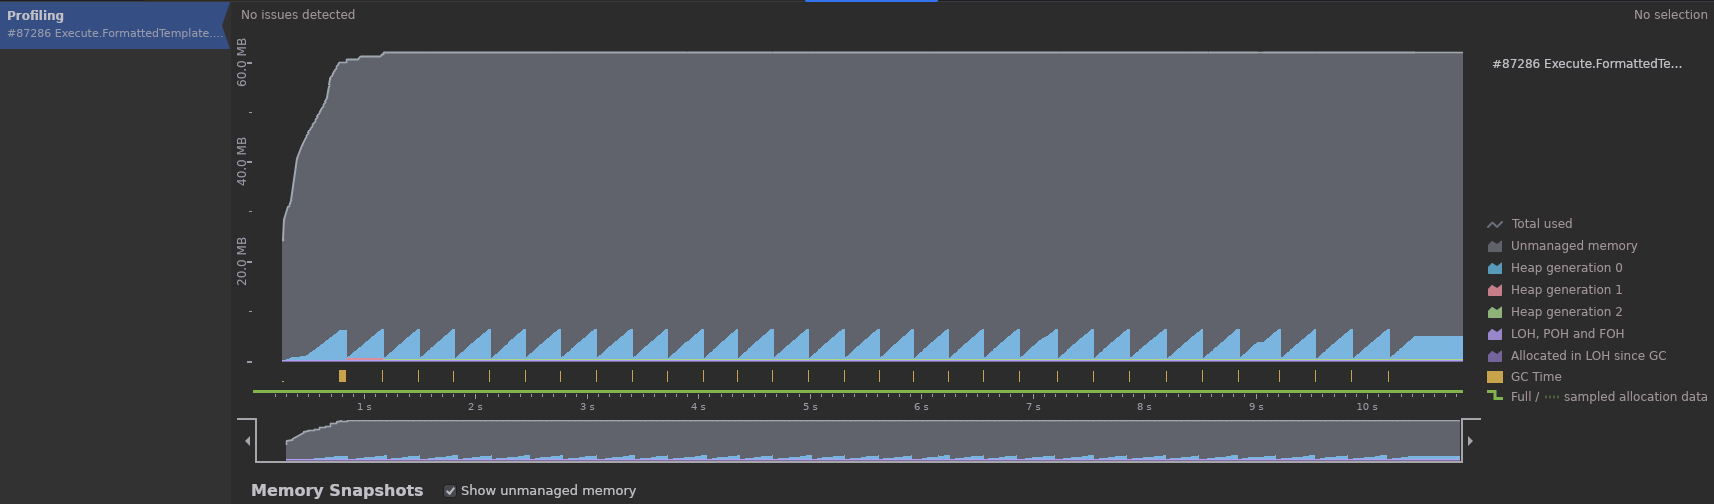 Profiling
#87286 Execute.FormattedTemplate....
No issues detected
No selection
60.0 MB
40.0 MB
20.0 MB
#87286 Execute.FormattedTe...
Total used
Unmanaged memory
Heap generation 0
Heap generation 1
Heap generation 2
LOH, POH and FOH
Allocated in LOH since GC
GC Time
Full / sampled allocation data
1 s 2 s 3 s 4 s 5 s 6 s 7 s 8 s 9 s 10 s
Memory Snapshots
Show unmanaged memory